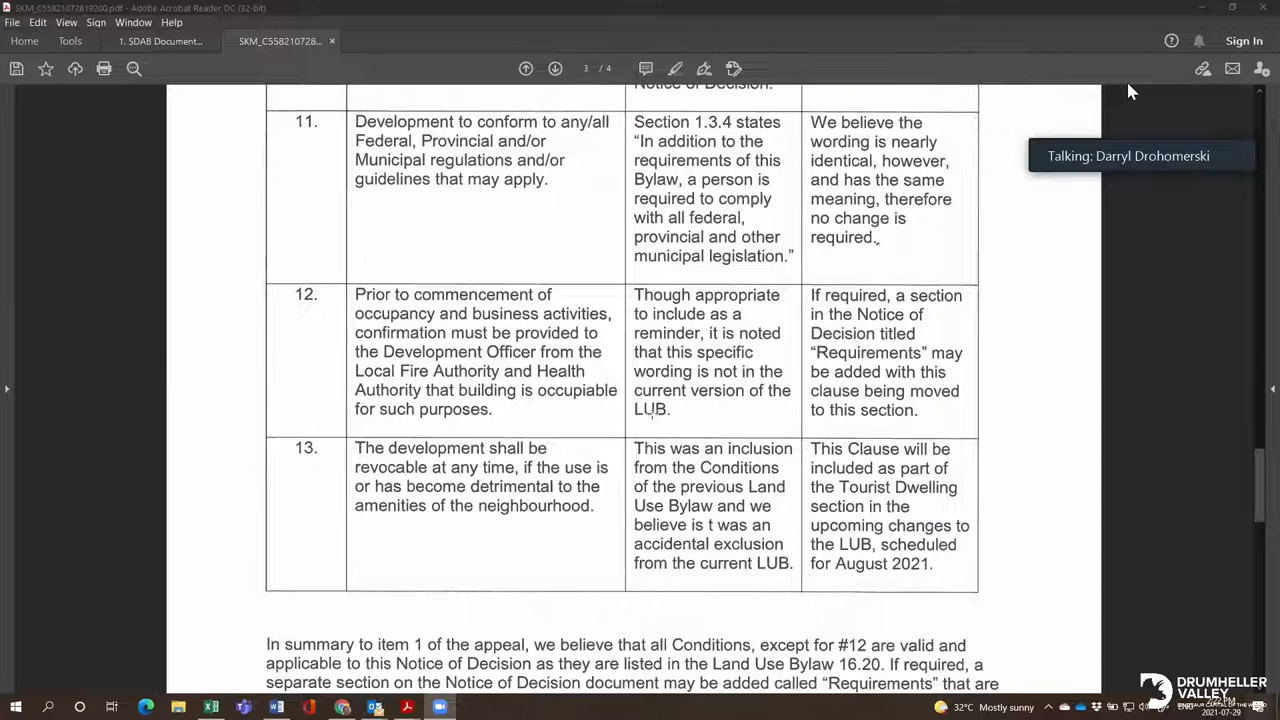 SKM_C55821072819200.pdf - Adobe Acrobat Reader DC (32-bit)
File Edit View Sign Window Help
Home Tools 1. SDAB Document... SKM_C558210728... × Sign In
3 / 4
Notice of Decision.
11.
Development to conform to any/all
Federal, Provincial and/or
Municipal regulations and/or
guidelines that may apply.
Section 1.3.4 states
“In addition to the
requirements of this
Bylaw, a person is
required to comply
with all federal,
provincial and other
municipal legislation.”
We believe the
wording is nearly
identical, however,
and has the same
meaning, therefore
no change is
required.
Talking: Darryl Drohomerski
12.
Prior to commencement of
occupancy and business activities,
confirmation must be provided to
the Development Officer from the
Local Fire Authority and Health
Authority that building is occupiable
for such purposes.
Though appropriate
to include as a
reminder, it is noted
that this specific
wording is not in the
current version of the
LUB.
If required, a section
in the Notice of
Decision titled
“Requirements” may
be added with this
clause being moved
to this section.
13.
The development shall be
revocable at any time, if the use is
or has become detrimental to the
amenities of the neighbourhood.
This was an inclusion
from the Conditions
of the previous Land
Use Bylaw and we
believe is t was an
accidental exclusion
from the current LUB.
This Clause will be
included as part of
the Tourist Dwelling
section in the
upcoming changes to
the LUB, scheduled
for August 2021.
In summary to item 1 of the appeal, we believe that all Conditions, except for #12 are valid and
applicable to this Notice of Decision as they are listed in the Land Use Bylaw 16.20. If required, a
separate section on the Notice of Decision document may be added called “Requirements” that are
DRUMHELLER
VALLEY
32°C Mostly sunny ENG
2021-07-29